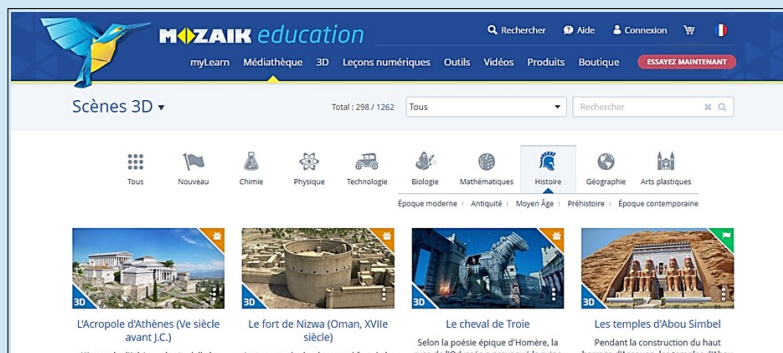 MOZAIK education
Rechercher Aide Connexion
myLearn Médiathèque 3D Leçons numériques Outils Vidéos Produits Boutique ESSAYEZ MAINTENANT
Scènes 3D
Total : 298 / 1262
Tous
Rechercher
Tous Nouveau Chimie Physique Technologie Biologie Mathématiques Histoire Géographie Arts plastiques
Époque moderne Antiquité Moyen Âge Préhistoire Époque contemporaine
3D 3D 3D 3D
L'Acropole d'Athènes (Ve siècle avant J.C.)
Le fort de Nizwa (Oman, XVIIe siècle)
Le cheval de Troie
Selon la poésie épique d'Homère, la
Les temples d'Abou Simbel
Pendant la construction du haut